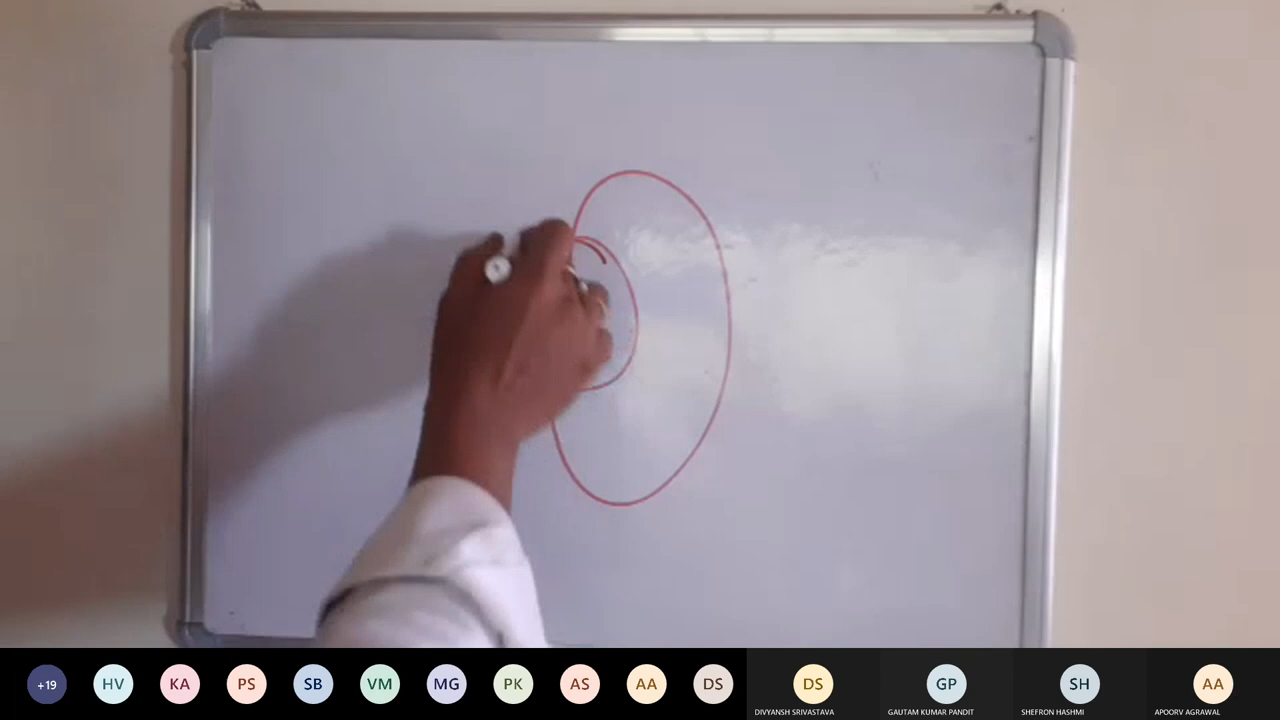 +19 HV KA PS SB VM MG PK AS AA DS DS GP SH AA
DIVYANSH SRIVASTAVA GAUTAM KUMAR PANDIT SHEFRON HASHMI APOORV AGRAWAL